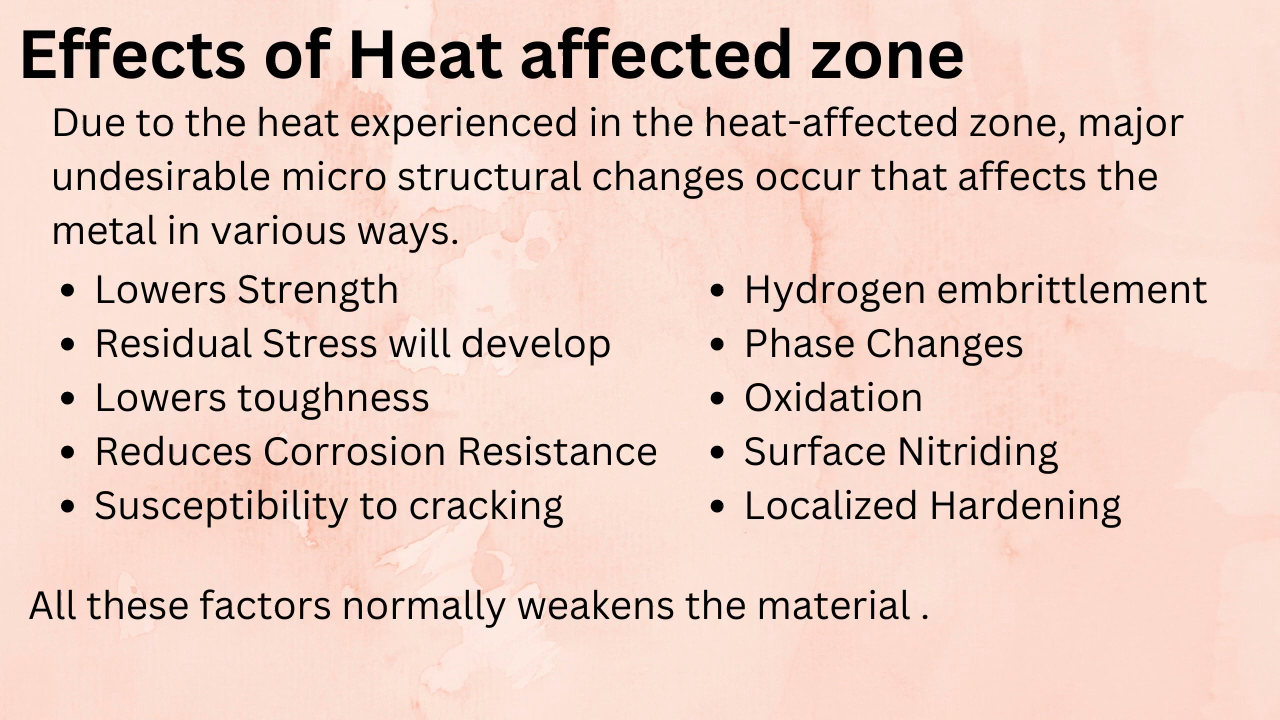 Effects of Heat affected zone
Due to the heat experienced in the heat-affected zone, major
undesirable micro structural changes occur that affects the
metal in various ways.
• Lowers Strength
• Residual Stress will develop
• Lowers toughness
• Reduces Corrosion Resistance
• Susceptibility to cracking
• Hydrogen embrittlement
• Phase Changes
• Oxidation
• Surface Nitriding
• Localized Hardening
All these factors normally weakens the material .